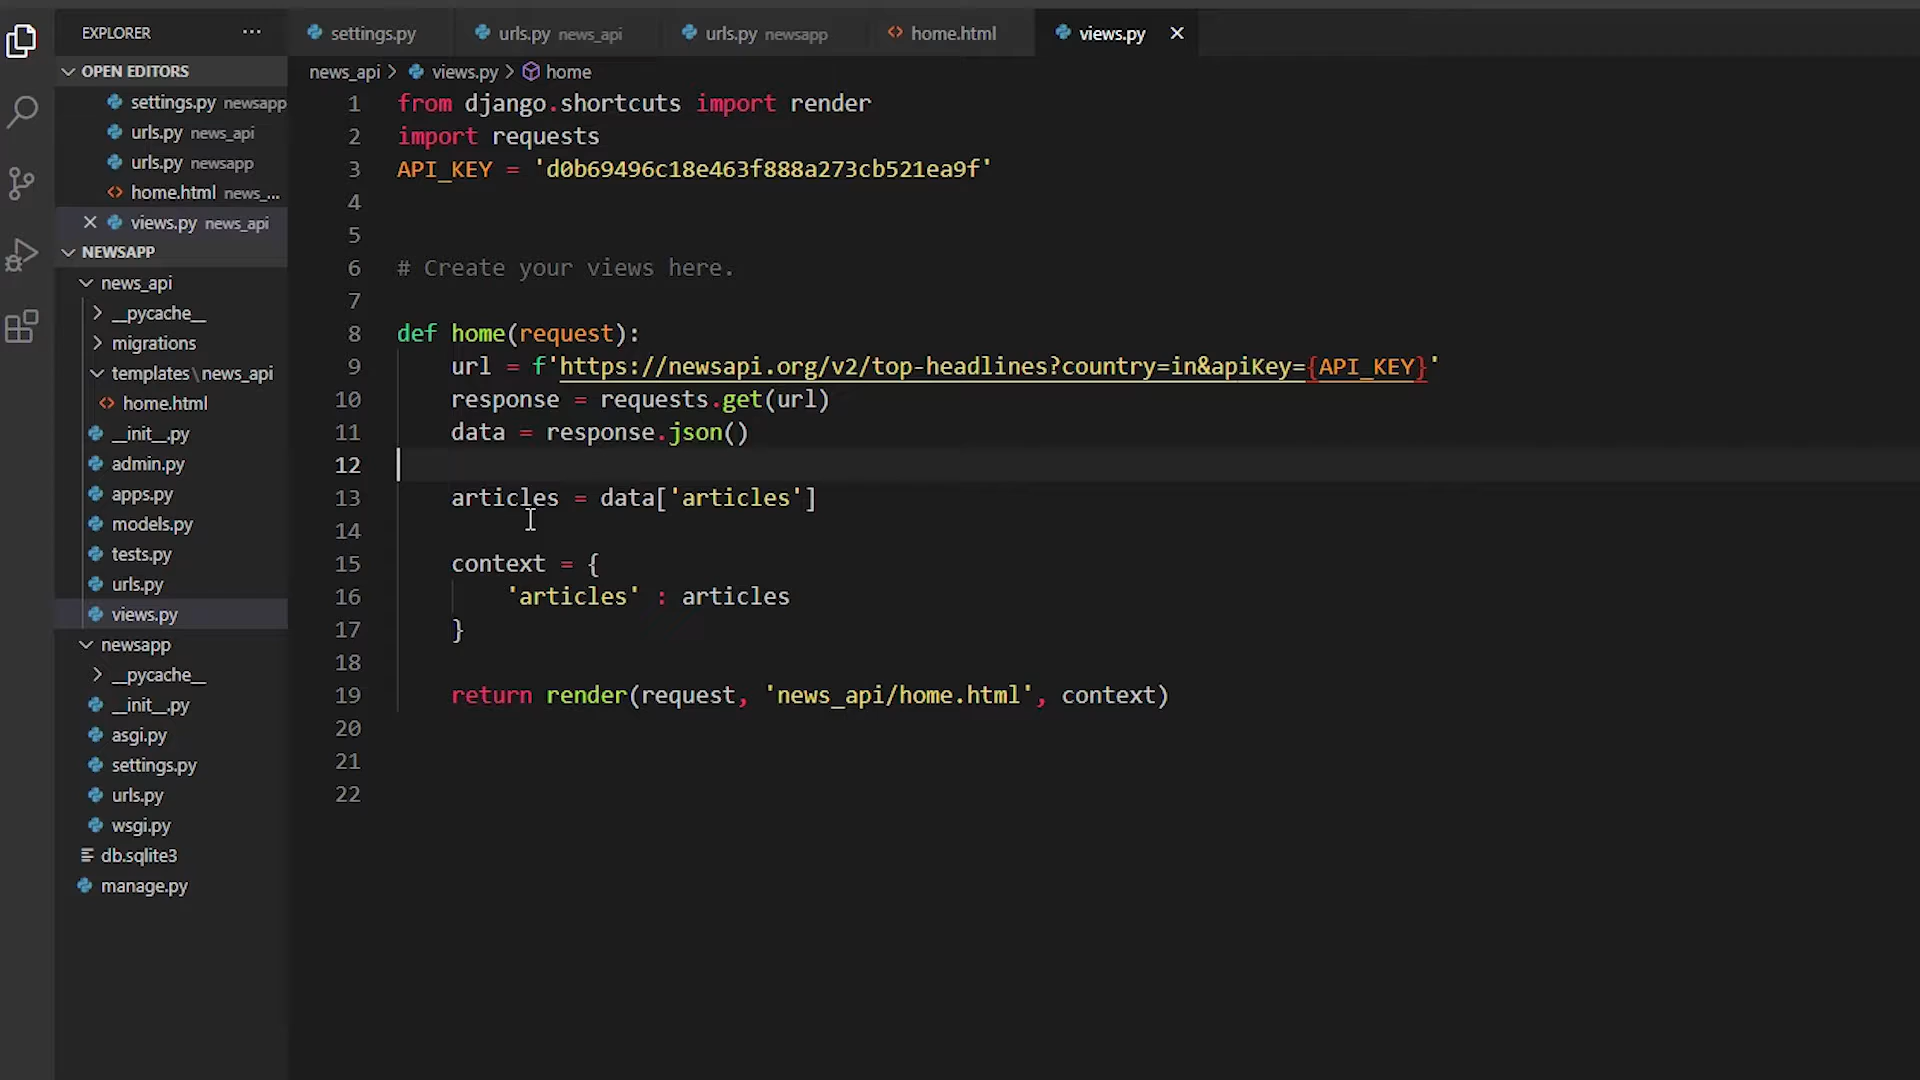 EXPLORER ...
OPEN EDITORS
settings.py newsapp
urls.py news_api
urls.py newsapp
home.html news_...
views.py news_api
NEWSAPP
news_api
__pycache__
migrations
templates\news_api
home.html
__init__.py
admin.py
apps.py
models.py
tests.py
urls.py
views.py
newsapp
__pycache__
__init__.py
asgi.py
settings.py
urls.py
wsgi.py
db.sqlite3
manage.py
settings.py urls.py news_api urls.py newsapp home.html views.py
news_api > views.py > home
1 from django.shortcuts import render
2 import requests
3 API_KEY = 'd0b69496c18e463f888a273cb521ea9f'
4
5
6 # Create your views here.
7
8 def home(request):
9 url = f'https://newsapi.org/v2/top-headlines?country=in&apiKey={API_KEY}'
10 response = requests.get(url)
11 data = response.json()
12
13 articles = data['articles']
14
15 context = {
16 'articles' : articles
17 }
18
19 return render(request, 'news_api/home.html', context)
20
21
22